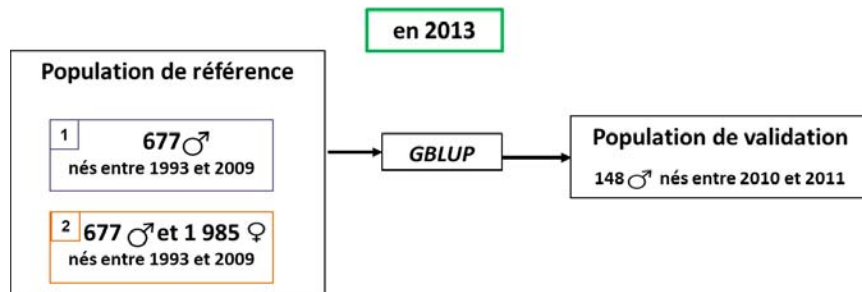 en 2013
Population de référence
1
677 ♂
nés entre 1993 et 2009
2
677 ♂ et 1 985 ♀
nés entre 1993 et 2009
GBLUP
Population de validation
148 ♂ nés entre 2010 et 2011